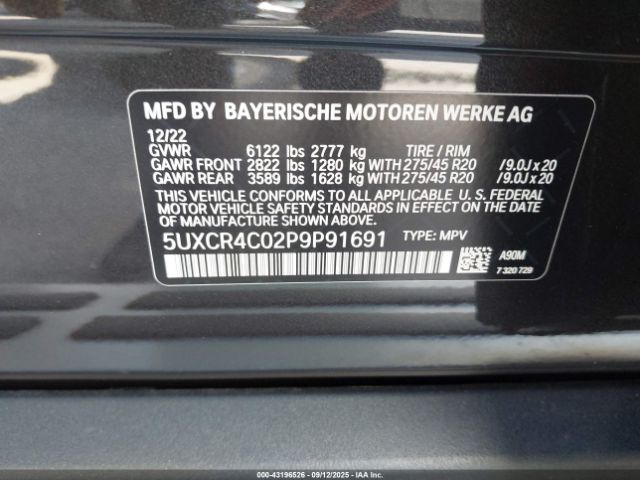 MFD BY BAYERISCHE MOTOREN WERKE AG
12/22
GVWR 6122 lbs 2777 kg TIRE / RIM
GAWR FRONT 2822 lbs 1280 kg WITH 275/45 R20 /9.0J x 20
GAWR REAR 3589 lbs 1628 kg WITH 275/45 R20 /9.0J x 20
THIS VEHICLE CONFORMS TO ALL APPLICABLE U. S. FEDERAL
MOTOR VEHICLE SAFETY STANDARDS IN EFFECT ON THE
DATE OF MANUFACTURE SHOWN ABOVE.
5UXCR4C02P9P91691 TYPE: MPV
A90M
7 320 729
© 43196526 - 09/12/2025 - IAAI.com